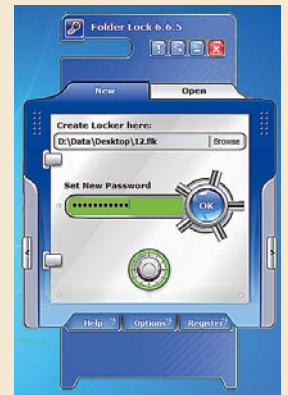 Folder Lock 6.6.5
New Open
Create Locker here:
D:\Data\Desktop\12.flk Browse
Set New Password
•••••••••••
OK
Help Options Register